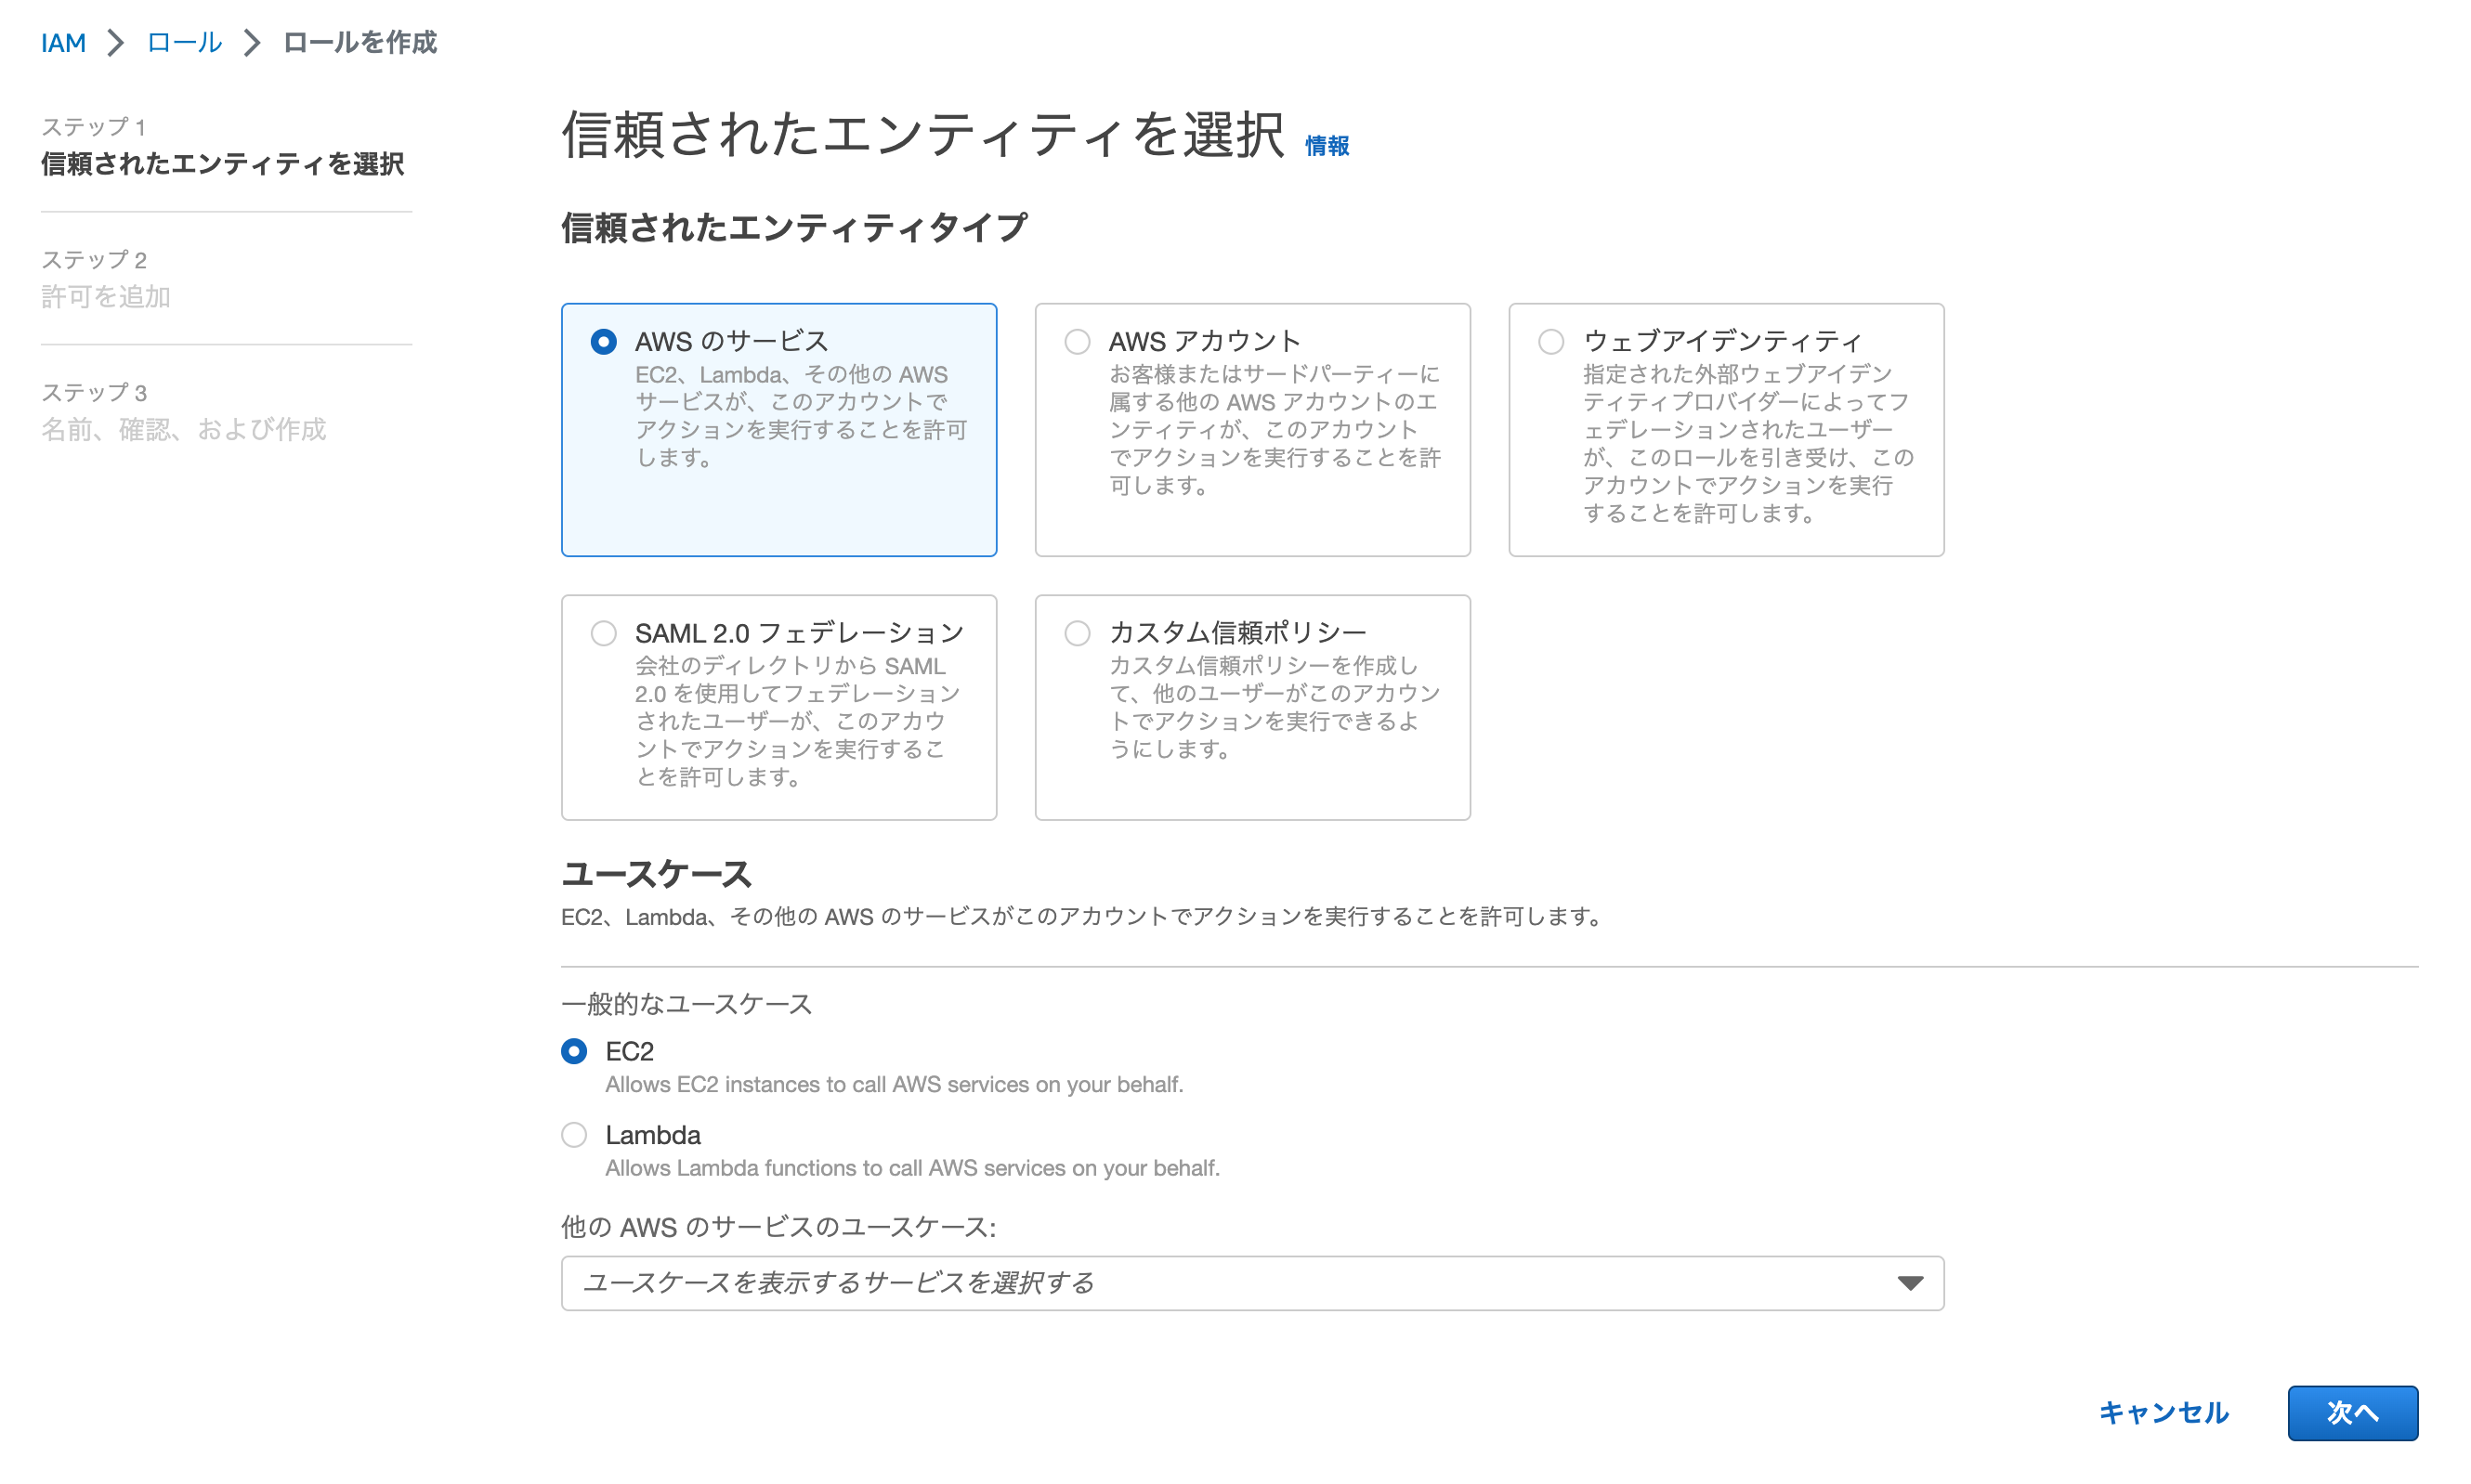 IAM > ロール > ロールを作成
ステップ 1
信頼されたエンティティを選択
ステップ 2
許可を追加
ステップ 3
名前、確認、および作成
信頼されたエンティティを選択 情報
信頼されたエンティティタイプ
AWS のサービス
EC2、Lambda、その他の AWS
サービスが、このアカウントで
アクションを実行することを許可
します。
AWS アカウント
お客様またはサードパーティーに
属する他の AWS アカウントのエ
ンティティが、このアカウント
でアクションを実行することを許
可します。
ウェブアイデンティティ
指定された外部ウェブアイデン
ティティプロバイダーによってフ
ェデレーションされたユーザー
が、このロールを引き受け、この
アカウントでアクションを実行
することを許可します。
SAML 2.0 フェデレーション
会社のディレクトリから SAML
2.0 を使用してフェデレーション
されたユーザーが、このアカウ
ントでアクションを実行するこ
とを許可します。
カスタム信頼ポリシー
カスタム信頼ポリシーを作成し
て、他のユーザーがこのアカウン
トでアクションを実行できるよ
うにします。
ユースケース
EC2、Lambda、その他の AWS のサービスがこのアカウントでアクションを実行することを許可します。
一般的なユースケース
EC2
Allows EC2 instances to call AWS services on your behalf.
Lambda
Allows Lambda functions to call AWS services on your behalf.
他の AWS のサービスのユースケース:
ユースケースを表示するサービスを選択する
キャンセル
次へ